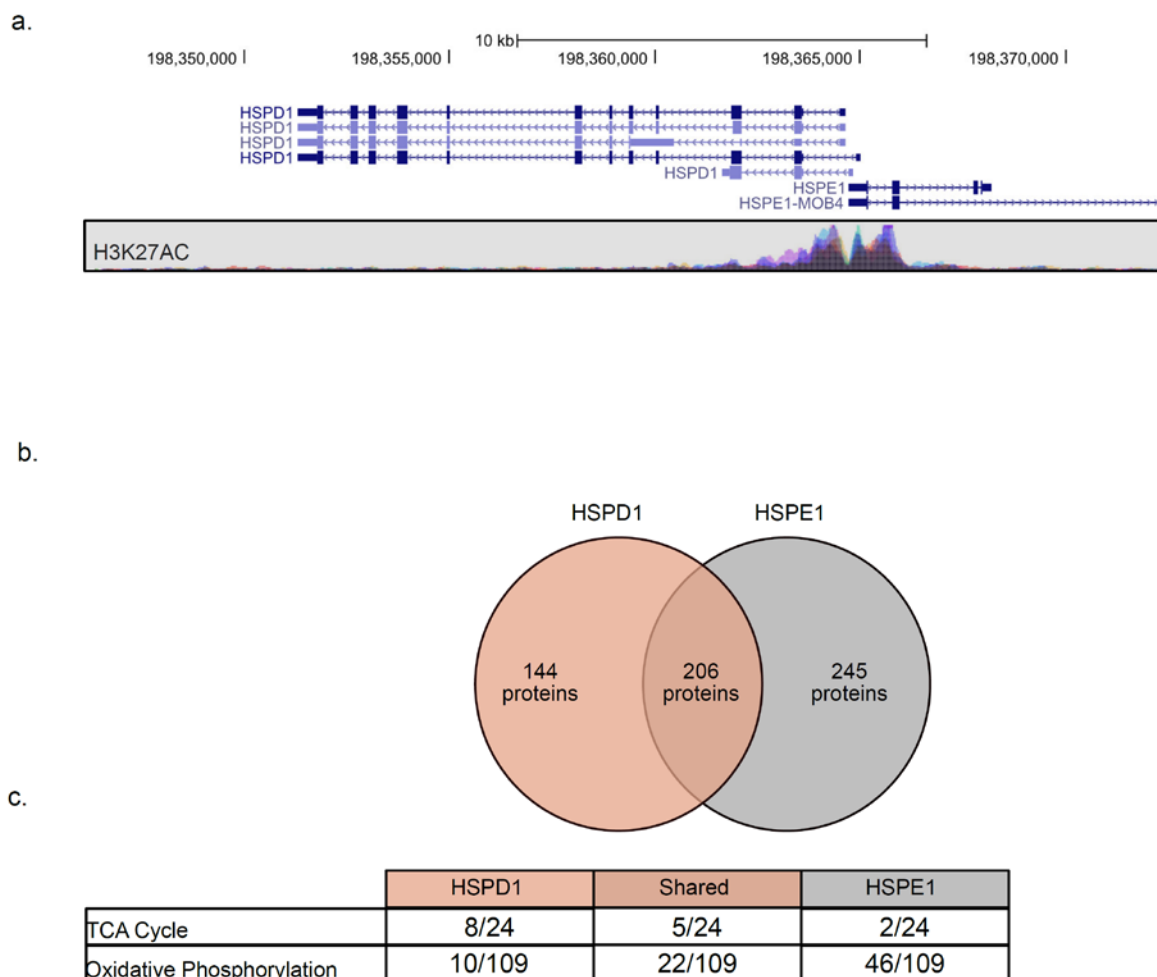 a.
10 kb
198,350,000 198,355,000 198,360,000 198,365,000 198,370,000
HSPD1
HSPD1
HSPD1
HSPD1
HSPD1
HSPE1
HSPE1-MOB4
H3K27AC
b.
HSPD1 HSPE1
144 206 245
proteins proteins proteins
c.
HSPD1 Shared HSPE1
TCA Cycle 8/24 5/24 2/24
Oxidative Phosphorylation 10/109 22/109 46/109